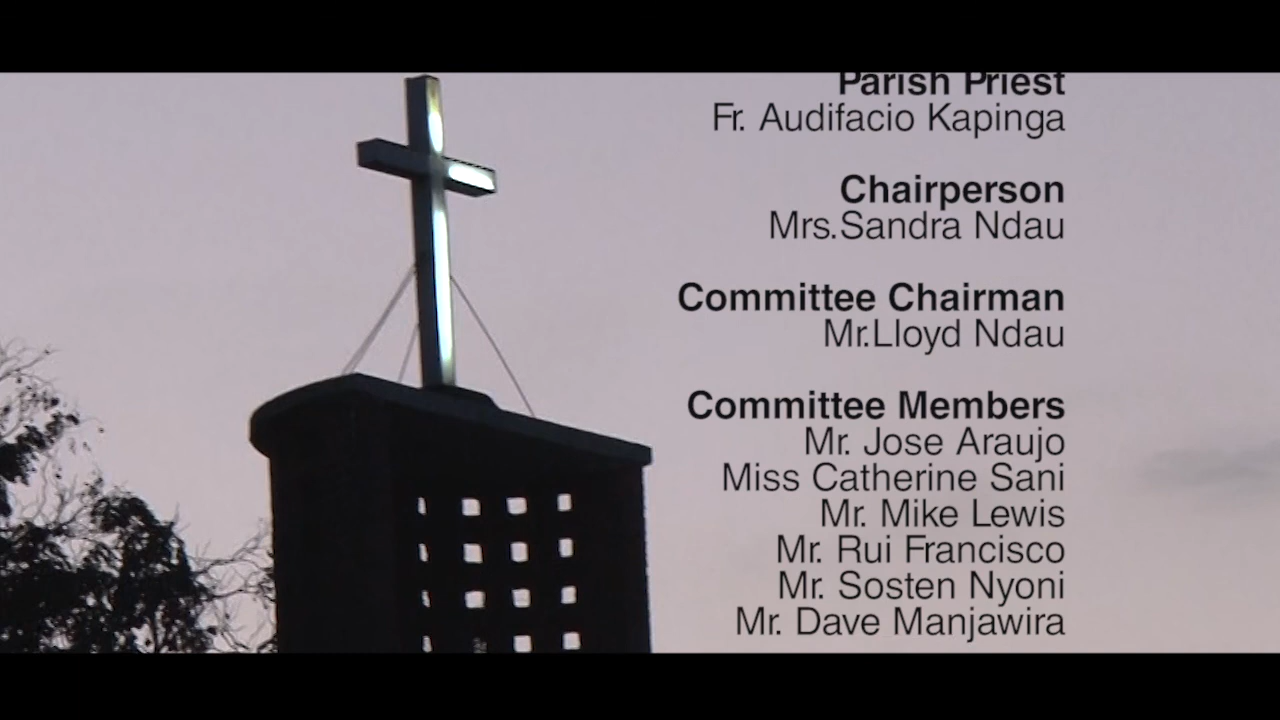 Parish Priest
Fr. Audifacio Kapinga
Chairperson
Mrs.Sandra Ndau
Committee Chairman
Mr.Lloyd Ndau
Committee Members
Mr. Jose Araujo
Miss Catherine Sani
Mr. Mike Lewis
Mr. Rui Francisco
Mr. Sosten Nyoni
Mr. Dave Manjawira